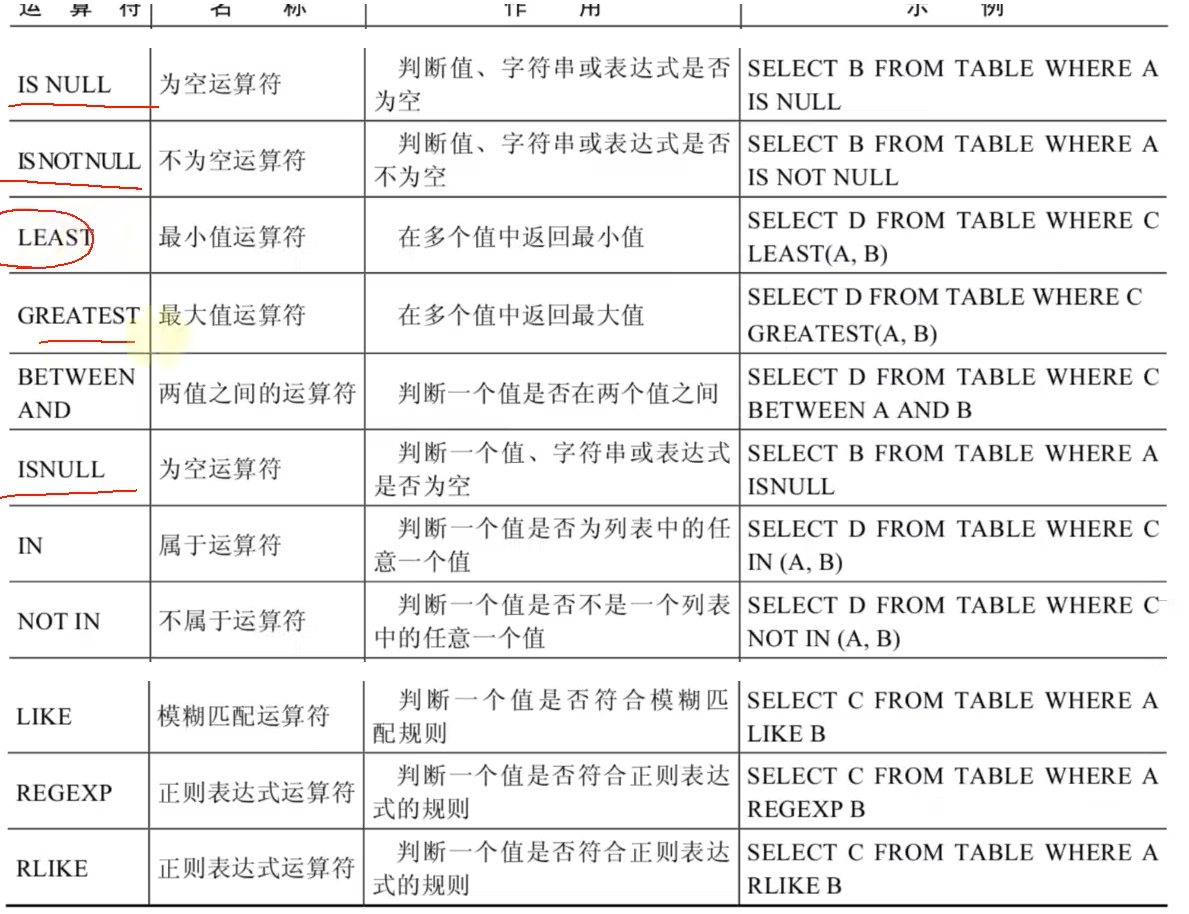 运 算 符 名 称 作 用 示 例
IS NULL 为空运算符 判断值、字符串或表达式是否 SELECT B FROM TABLE WHERE A
为空 IS NULL
IS NOT NULL 不为空运算符 判断值、字符串或表达式是否 SELECT B FROM TABLE WHERE A
不为空 IS NOT NULL
LEAST 最小值运算符 在多个值中返回最小值 SELECT D FROM TABLE WHERE C
LEAST(A, B)
GREATEST 最大值运算符 在多个值中返回最大值 SELECT D FROM TABLE WHERE C
GREATEST(A, B)
BETWEEN 两值之间的运算符 判断一个值是否在两个值之间 SELECT D FROM TABLE WHERE C
AND BETWEEN A AND B
ISNULL 为空运算符 判断一个值、字符串或表达式 SELECT B FROM TABLE WHERE A
是否为空 ISNULL
IN 属于运算符 判断一个值是否为列表中的任 SELECT D FROM TABLE WHERE C
意一个值 IN (A, B)
NOT IN 不属于运算符 判断一个值是否不是一个列表 SELECT D FROM TABLE WHERE C
中的任意一个值 NOT IN (A, B)
LIKE 模糊匹配运算符 判断一个值是否符合模糊匹 SELECT C FROM TABLE WHERE A
配规则 LIKE B
REGEXP 正则表达式运算符 判断一个值是否符合正则表达 SELECT C FROM TABLE WHERE A
式的规则 REGEXP B
RLIKE 正则表达式运算符 判断一个值是否符合正则表达 SELECT C FROM TABLE WHERE A
式的规则 RLIKE B